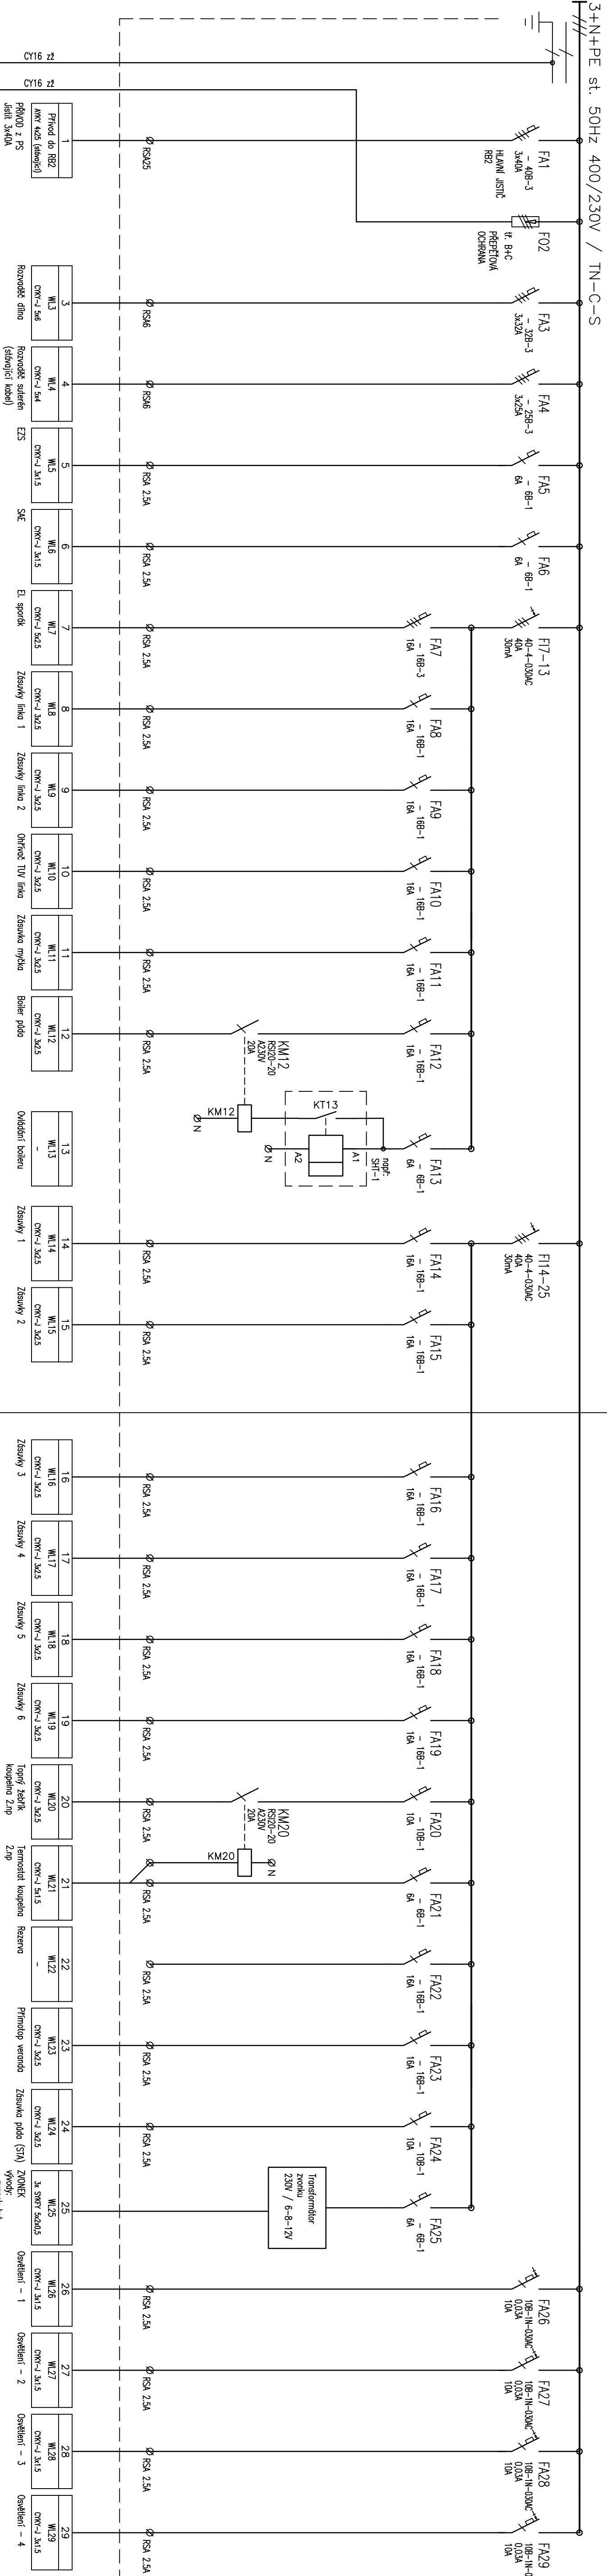 3+N+PE st. 50Hz 400/230V / TN-C-S
CY16 zž
CY16 zž
FA1
- 40B-3
3x40A
HLAVNÍ JISTIČ
RB2
RSA25
1
Přívod do RB2
AYKY 4x25 (stávající)
PŘÍVOD z PS
Jistit 3x40A
FO2
tř. B+C
PŘEPĚŤOVÁ
OCHRANA
FA3
- 32B-3
3x32A
RSA6
3
WL3
CYKY-J 5x6
Rozvaděč dílna
FA4
- 25B-3
3x25A
RSA6
4
WL4
CYKY-J 5x4
Rozvaděč suterén
(stávající kabel)
FA5
- 6B-1
6A
RSA 2.5A
5
WL5
CYKY-J 3x1.5
EZS
FA6
- 6B-1
6A
RSA 2.5A
6
WL6
CYKY-J 3x1.5
SAE
FI7-13
40-4-030AC
40A
30mA
FA7
- 16B-3
16A
RSA 2.5A
7
WL7
CYKY-J 5x2.5
El. sporák
FA8
- 16B-1
16A
RSA 2.5A
8
WL8
CYKY-J 3x2.5
Zásuvky linka 1
FA9
- 16B-1
16A
RSA 2.5A
9
WL9
CYKY-J 3x2.5
Zásuvky linka 2
FA10
- 16B-1
16A
RSA 2.5A
10
WL10
CYKY-J 3x2.5
Ohřívač TUV linka
FA11
- 16B-1
16A
RSA 2.5A
11
WL11
CYKY-J 3x2.5
Zásuvka myčka
FA12
- 16B-1
16A
KM12
RSI20-20
A230V
20A
RSA 2.5A
12
WL12
CYKY-J 3x2.5
Boiler půda
FA13
- 6B-1
6A
např:
SHT-1
KT13
A1
A2
N
KM12
N
13
WL13
-
Ovládání boileru
FI14-25
40-4-030AC
40A
30mA
FA14
- 16B-1
16A
RSA 2.5A
14
WL14
CYKY-J 3x2.5
Zásuvky 1
FA15
- 16B-1
16A
RSA 2.5A
15
WL15
CYKY-J 3x2.5
Zásuvky 2
FA16
- 16B-1
16A
RSA 2.5A
16
WL16
CYKY-J 3x2.5
Zásuvky 3
FA17
- 16B-1
16A
RSA 2.5A
17
WL17
CYKY-J 3x2.5
Zásuvky 4
FA18
- 16B-1
16A
RSA 2.5A
18
WL18
CYKY-J 3x2.5
Zásuvky 5
FA19
- 16B-1
16A
RSA 2.5A
19
WL19
CYKY-J 3x2.5
Zásuvky 6
FA20
- 10B-1
10A
KM20
RSI20-20
A230V
20A
RSA 2.5A
20
WL20
CYKY-J 3x2.5
Topný žebřík
koupelna 2.np
FA21
- 6B-1
6A
N
KM20
RSA 2.5A
21
WL21
CYKY-J 5x1.5
Termostat koupelna
2.np
FA22
- 16B-1
16A
RSA 2.5A
22
WL22
-
Rezerva
FA23
- 16B-1
16A
RSA 2.5A
23
WL23
CYKY-J 3x2.5
Přímotop veranda
FA24
- 10B-1
10A
RSA 2.5A
24
WL24
CYKY-J 3x2.5
Zásuvka půda (STA)
FA25
- 6B-1
6A
Transformátor
zvonku
230V / 6-8-12V
25
WL25
3x SYKFY 5x2x0,5
ZVONEK
vývody:
FA26
10B-1N-030AC
0,03A
10A
RSA 2.5A
26
WL26
CYKY-J 3x1.5
Osvětlení - 1
FA27
10B-1N-030AC
0,03A
10A
RSA 2.5A
27
WL27
CYKY-J 3x1.5
Osvětlení - 2
FA28
10B-1N-030AC
0,03A
10A
RSA 2.5A
28
WL28
CYKY-J 3x1.5
Osvětlení - 3
FA29
10B-1N-0
0,03A
10A
RSA 2.5A
29
WL29
CYKY-J 3x1.5
Osvětlení - 4